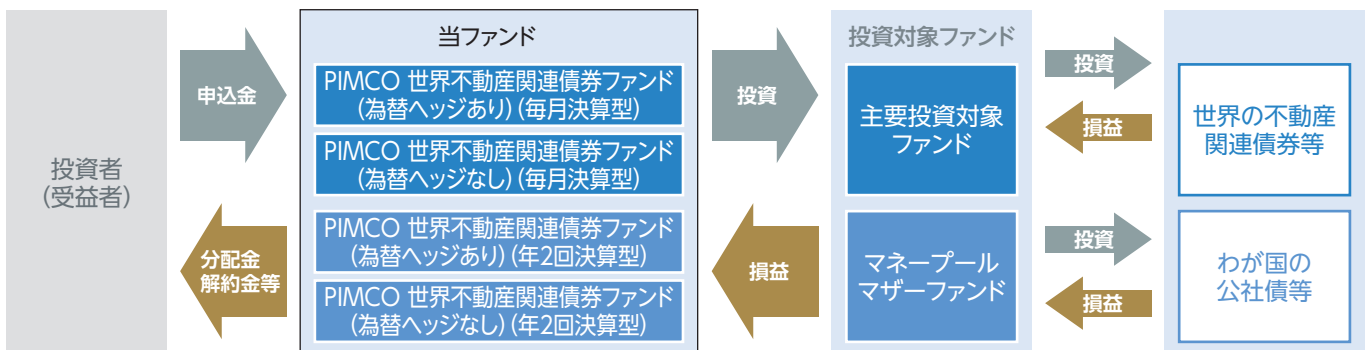 投資者
(受益者)
申込金
分配金
解約金等
当ファンド
PIMCO 世界不動産関連債券ファンド
(為替ヘッジあり)(毎月決算型)
PIMCO 世界不動産関連債券ファンド
(為替ヘッジなし)(毎月決算型)
PIMCO 世界不動産関連債券ファンド
(為替ヘッジあり)(年2回決算型)
PIMCO 世界不動産関連債券ファンド
(為替ヘッジなし)(年2回決算型)
投資
損益
投資対象ファンド
主要投資対象
ファンド
マネープール
マザーファンド
投資
損益
投資
損益
世界の不動産
関連債券等
わが国の
公社債等